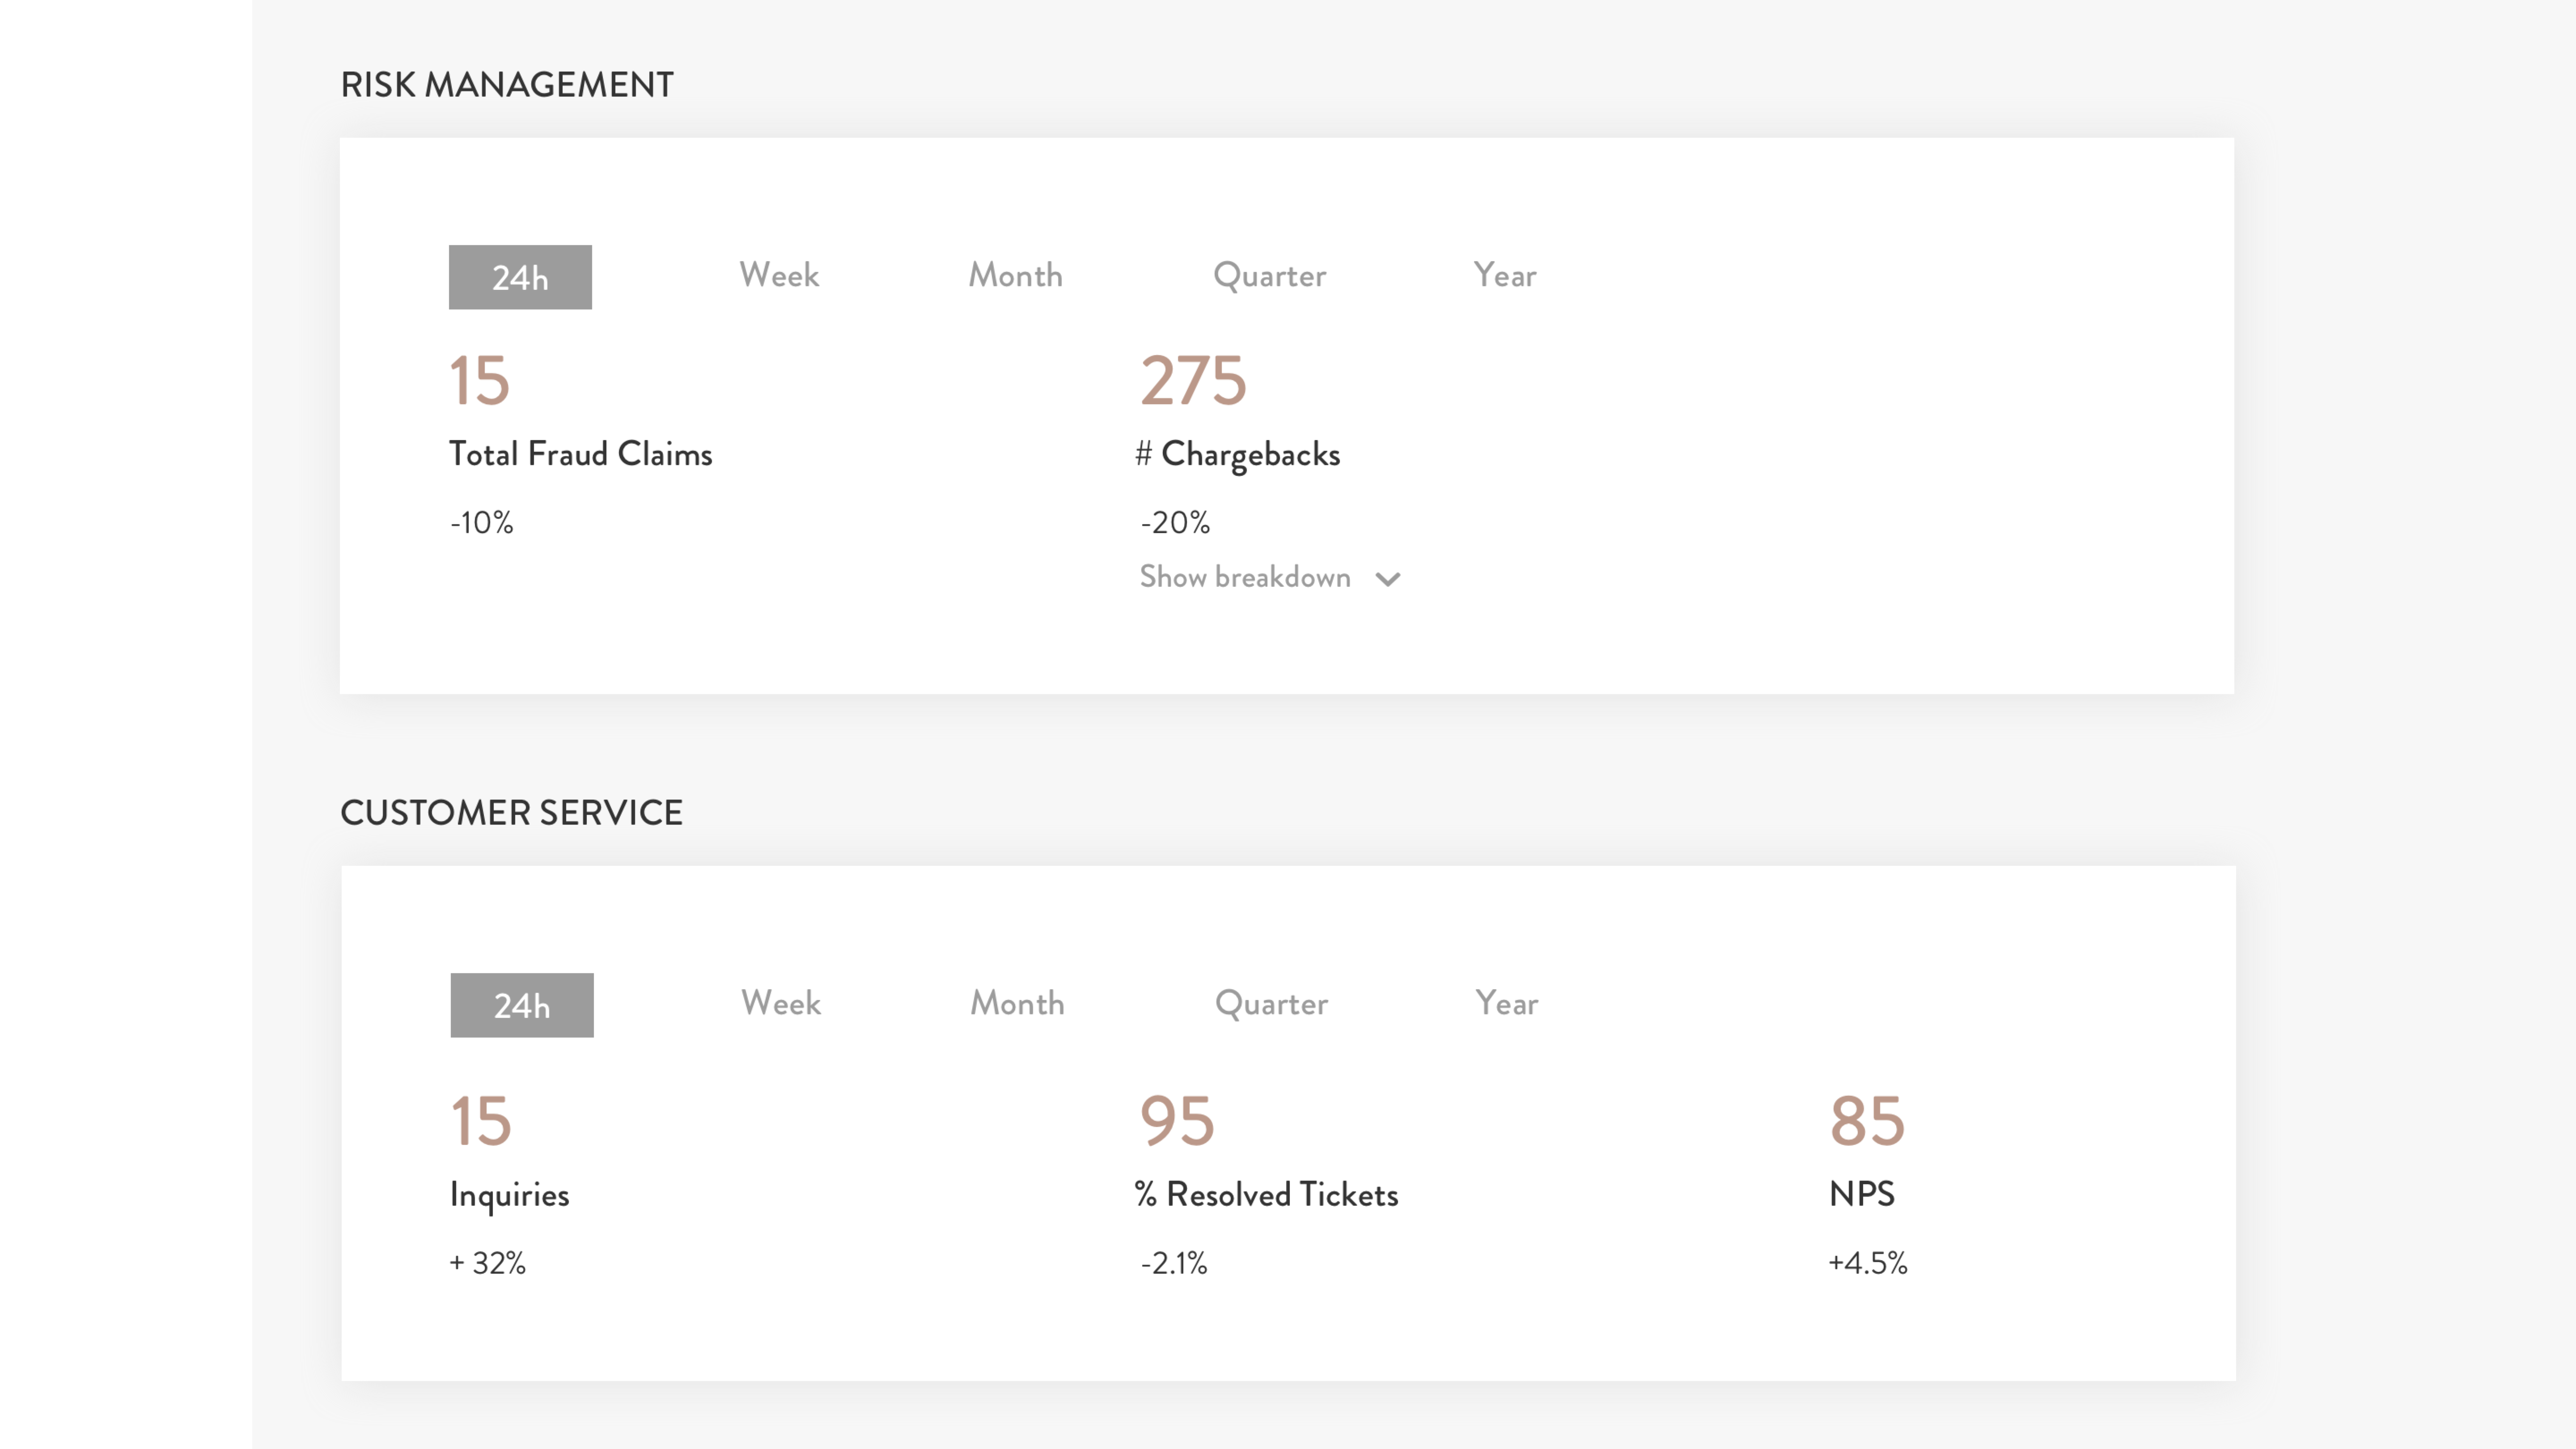 RISK MANAGEMENT
24h Week Month Quarter Year
15 275
Total Fraud Claims # Chargebacks
-10% -20%
Show breakdown
CUSTOMER SERVICE
24h Week Month Quarter Year
15 95 85
Inquiries % Resolved Tickets NPS
+ 32% -2.1% +4.5%